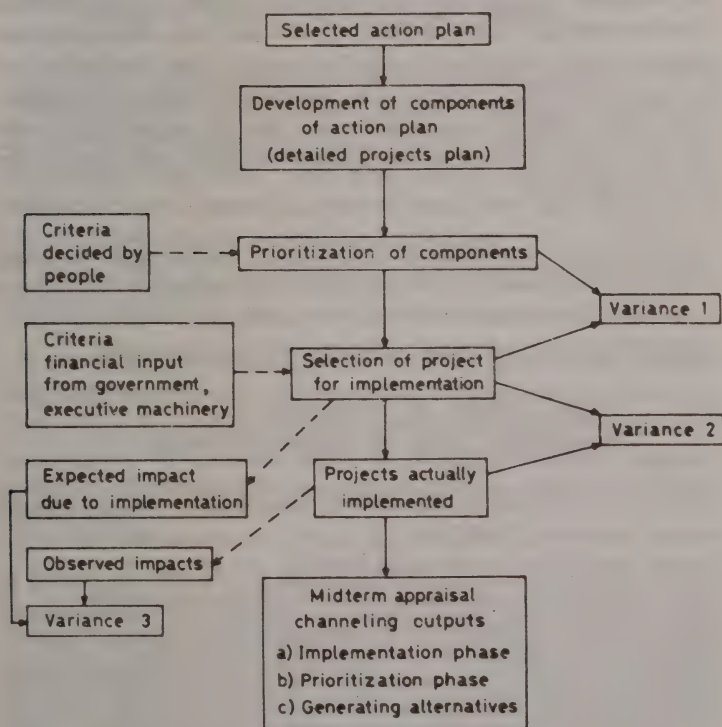 Selected action plan
Development of components
of action plan
(detailed projects plan)
Criteria
decided by
people
Prioritization of components
Variance 1
Criteria
financial input
from government,
executive machinery
Selection of project
for implementation
Variance 2
Expected impact
due to implementation
Projects actually
implemented
Observed impacts
Variance 3
Midterm appraisal
channeling outputs
a) Implementation phase
b) Prioritization phase
c) Generating alternatives